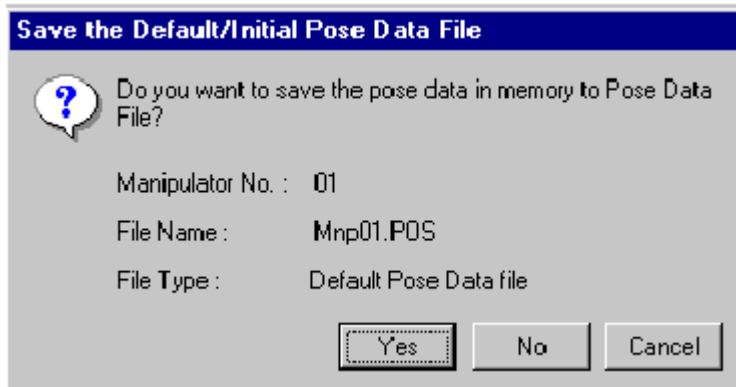 Save the Default/Initial Pose Data File
Do you want to save the pose data in memory to Pose Data
File?
Manipulator No. : 01
File Name : Mnp01.POS
File Type : Default Pose Data file
Yes No Cancel